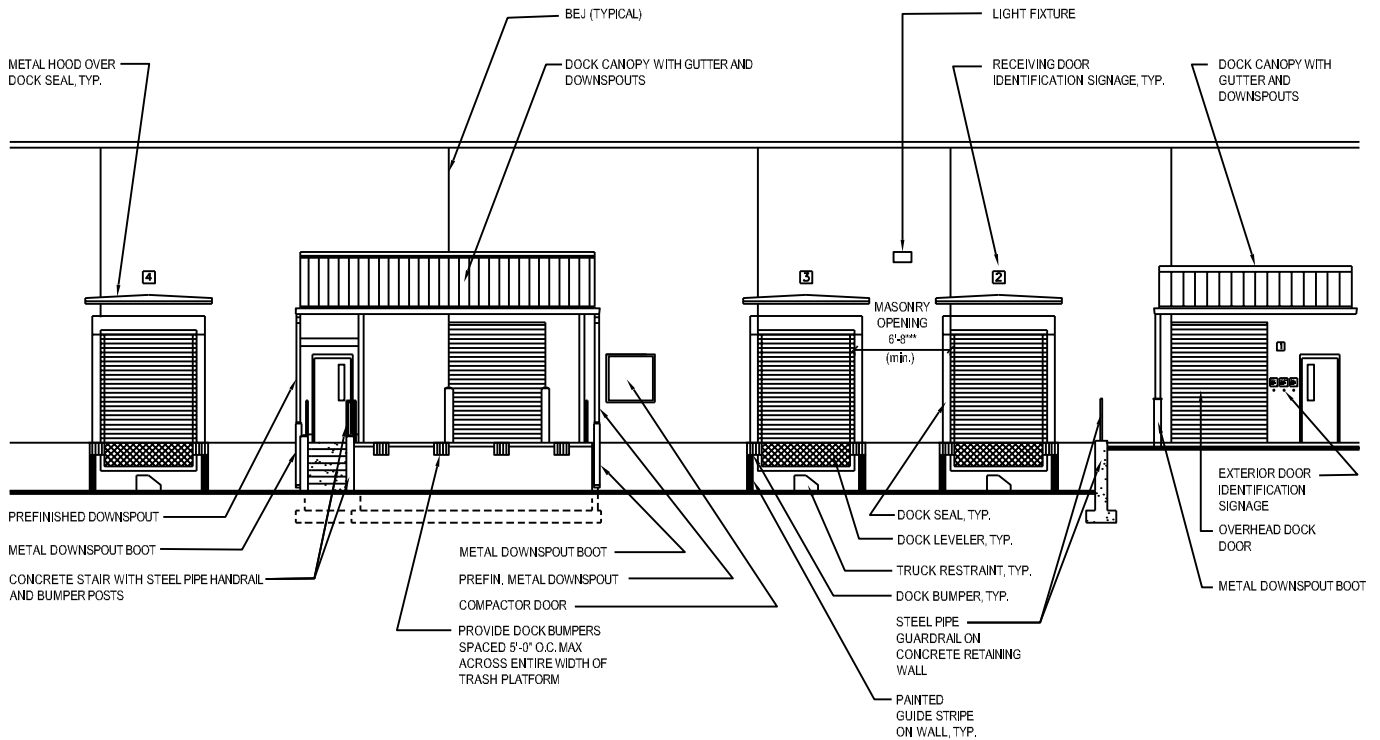 BEJ (TYPICAL)
LIGHT FIXTURE
METAL HOOD OVER
DOCK SEAL, TYP.
DOCK CANOPY WITH GUTTER AND
DOWNSPOUTS
RECEIVING DOOR
IDENTIFICATION SIGNAGE, TYP.
DOCK CANOPY WITH
GUTTER AND
DOWNSPOUTS
4
3
2
MASONRY
OPENING
6'-8"**
(min.)
1
EXTERIOR DOOR
IDENTIFICATION
SIGNAGE
PREFINISHED DOWNSPOUT
DOCK SEAL, TYP.
OVERHEAD DOCK
DOOR
DOCK LEVELER, TYP.
METAL DOWNSPOUT BOOT
METAL DOWNSPOUT BOOT
TRUCK RESTRAINT, TYP.
CONCRETE STAIR WITH STEEL PIPE HANDRAIL
AND BUMPER POSTS
PREFIN. METAL DOWNSPOUT
METAL DOWNSPOUT BOOT
DOCK BUMPER, TYP.
COMPACTOR DOOR
STEEL PIPE
GUARDRAIL ON
CONCRETE RETAINING
WALL
PROVIDE DOCK BUMPERS
SPACED 5'-0" O.C. MAX
ACROSS ENTIRE WIDTH OF
TRASH PLATFORM
PAINTED
GUIDE STRIPE
ON WALL, TYP.